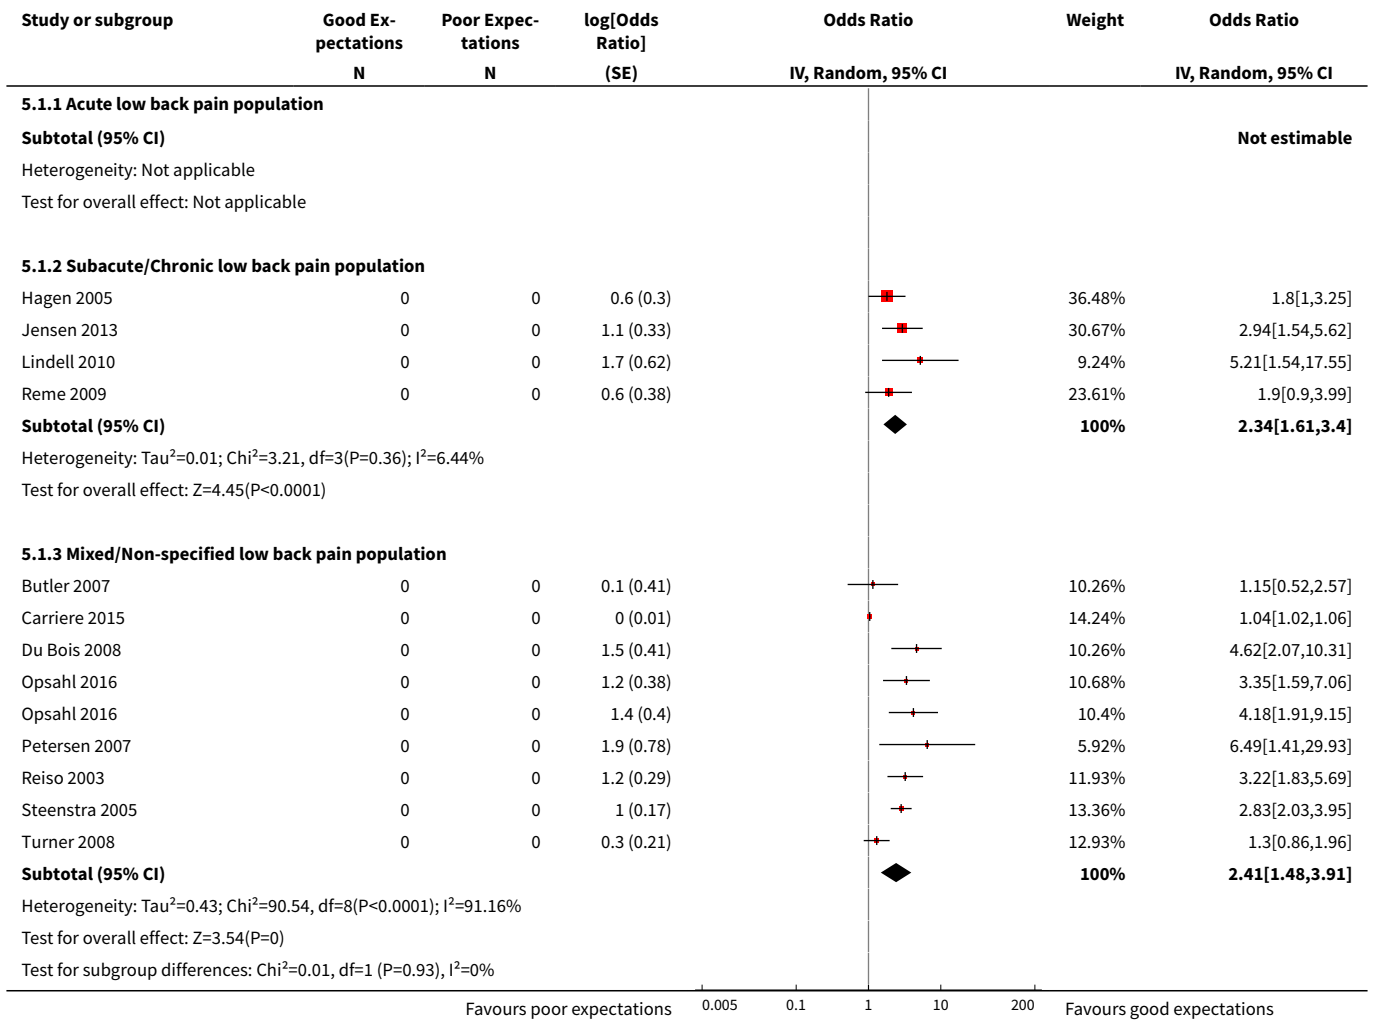 Study or subgroup Good Ex- Poor Expec- log[Odds Odds Ratio Weight Odds Ratio
pectations tations Ratio]
N N (SE) IV, Random, 95% CI IV, Random, 95% CI
5.1.1 Acute low back pain population
Subtotal (95% CI) Not estimable
Heterogeneity: Not applicable
Test for overall effect: Not applicable
5.1.2 Subacute/Chronic low back pain population
Hagen 2005 0 0 0.6 (0.3) 36.48% 1.8[1,3.25]
Jensen 2013 0 0 1.1 (0.33) 30.67% 2.94[1.54,5.62]
Lindell 2010 0 0 1.7 (0.62) 9.24% 5.21[1.54,17.55]
Reme 2009 0 0 0.6 (0.38) 23.61% 1.9[0.9,3.99]
Subtotal (95% CI) 100% 2.34[1.61,3.4]
Heterogeneity: Tau²=0.01; Chi²=3.21, df=3(P=0.36); I²=6.44%
Test for overall effect: Z=4.45(P<0.0001)
5.1.3 Mixed/Non-specified low back pain population
Butler 2007 0 0 0.1 (0.41) 10.26% 1.15[0.52,2.57]
Carriere 2015 0 0 0 (0.01) 14.24% 1.04[1.02,1.06]
Du Bois 2008 0 0 1.5 (0.41) 10.26% 4.62[2.07,10.31]
Opsahl 2016 0 0 1.2 (0.38) 10.68% 3.35[1.59,7.06]
Opsahl 2016 0 0 1.4 (0.4) 10.4% 4.18[1.91,9.15]
Petersen 2007 0 0 1.9 (0.78) 5.92% 6.49[1.41,29.93]
Reiso 2003 0 0 1.2 (0.29) 11.93% 3.22[1.83,5.69]
Steenstra 2005 0 0 1 (0.17) 13.36% 2.83[2.03,3.95]
Turner 2008 0 0 0.3 (0.21) 12.93% 1.3[0.86,1.96]
Subtotal (95% CI) 100% 2.41[1.48,3.91]
Heterogeneity: Tau²=0.43; Chi²=90.54, df=8(P<0.0001); I²=91.16%
Test for overall effect: Z=3.54(P=0)
Test for subgroup differences: Chi²=0.01, df=1 (P=0.93), I²=0%
Favours poor expectations 0.005 0.1 1 10 200 Favours good expectations